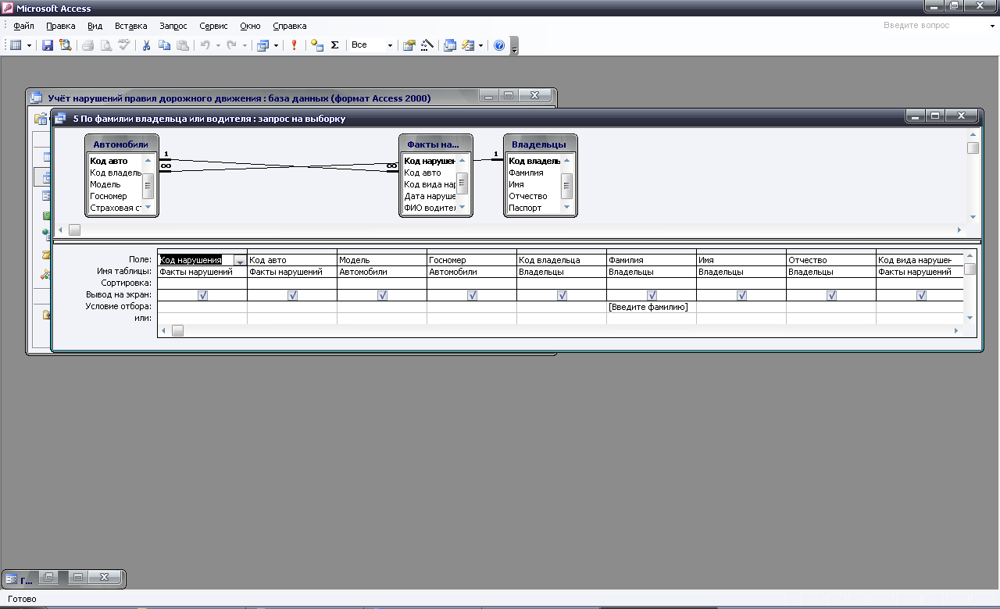 Microsoft Access
Файл Правка Вид Вставка Запрос Сервис Окно Справка Введите вопрос
ABC Σ Все
Учёт нарушений правил дорожного движения : база данных (формат Access 2000)
5 По фамилии владельца или водителя : запрос на выборку
Автомобили Факты на... Владельцы
Код авто 1 Код нарушен 1 Код владель
Код владель ∞ ∞ Код авто Фамилия
Модель Код вида нар Имя
Госномер Дата наруше Отчество
Страховая ст ФИО водител Паспорт
Поле: Код нарушения Код авто Модель Госномер Код владельца Фамилия Имя Отчество Код вида нарушен
Имя таблицы: Факты нарушений Факты нарушений Автомобили Автомобили Владельцы Владельцы Владельцы Владельцы Факты нарушений
Сортировка:
Вывод на экран:
Условие отбора: [Введите фамилию]
или:
Г...
Готово